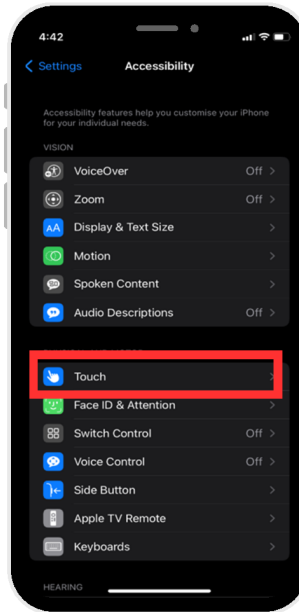 4:42
Settings
Accessibility
Accessibility features help you customise your iPhone
for your individual needs.
VISION
VoiceOver Off
Zoom Off
AA Display & Text Size
Motion
Spoken Content
Audio Descriptions Off
Touch
Face ID & Attention
Switch Control Off
Voice Control Off
Side Button
Apple TV Remote
Keyboards
HEARING